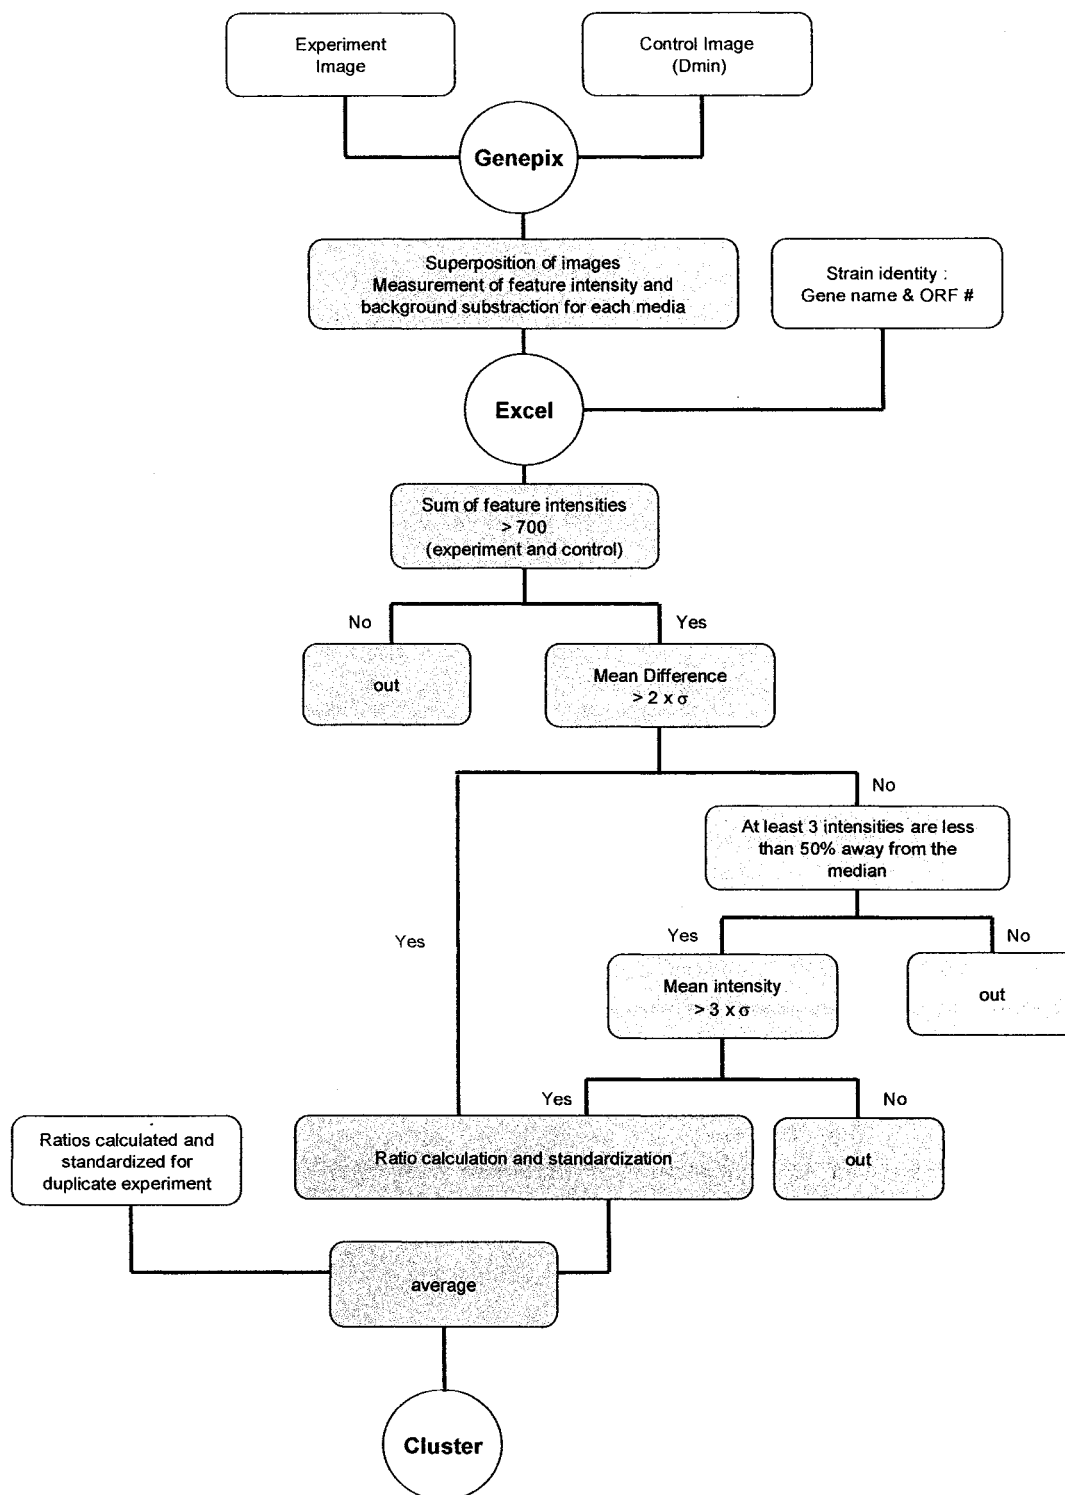 Experiment
Image
Control Image
(Dmin)
Genepix
Superposition of images
Measurement of feature intensity and
background substraction for each media
Strain identity :
Gene name & ORF #
Excel
Sum of feature intensities
> 700
(experiment and control)
No
Yes
out
Mean Difference
> 2 x σ
No
At least 3 intensities are less
than 50% away from the
median
Yes
Yes
No
Mean intensity
> 3 x σ
out
Yes
No
Ratios calculated and
standardized for
duplicate experiment
Ratio calculation and standardization
out
average
Cluster